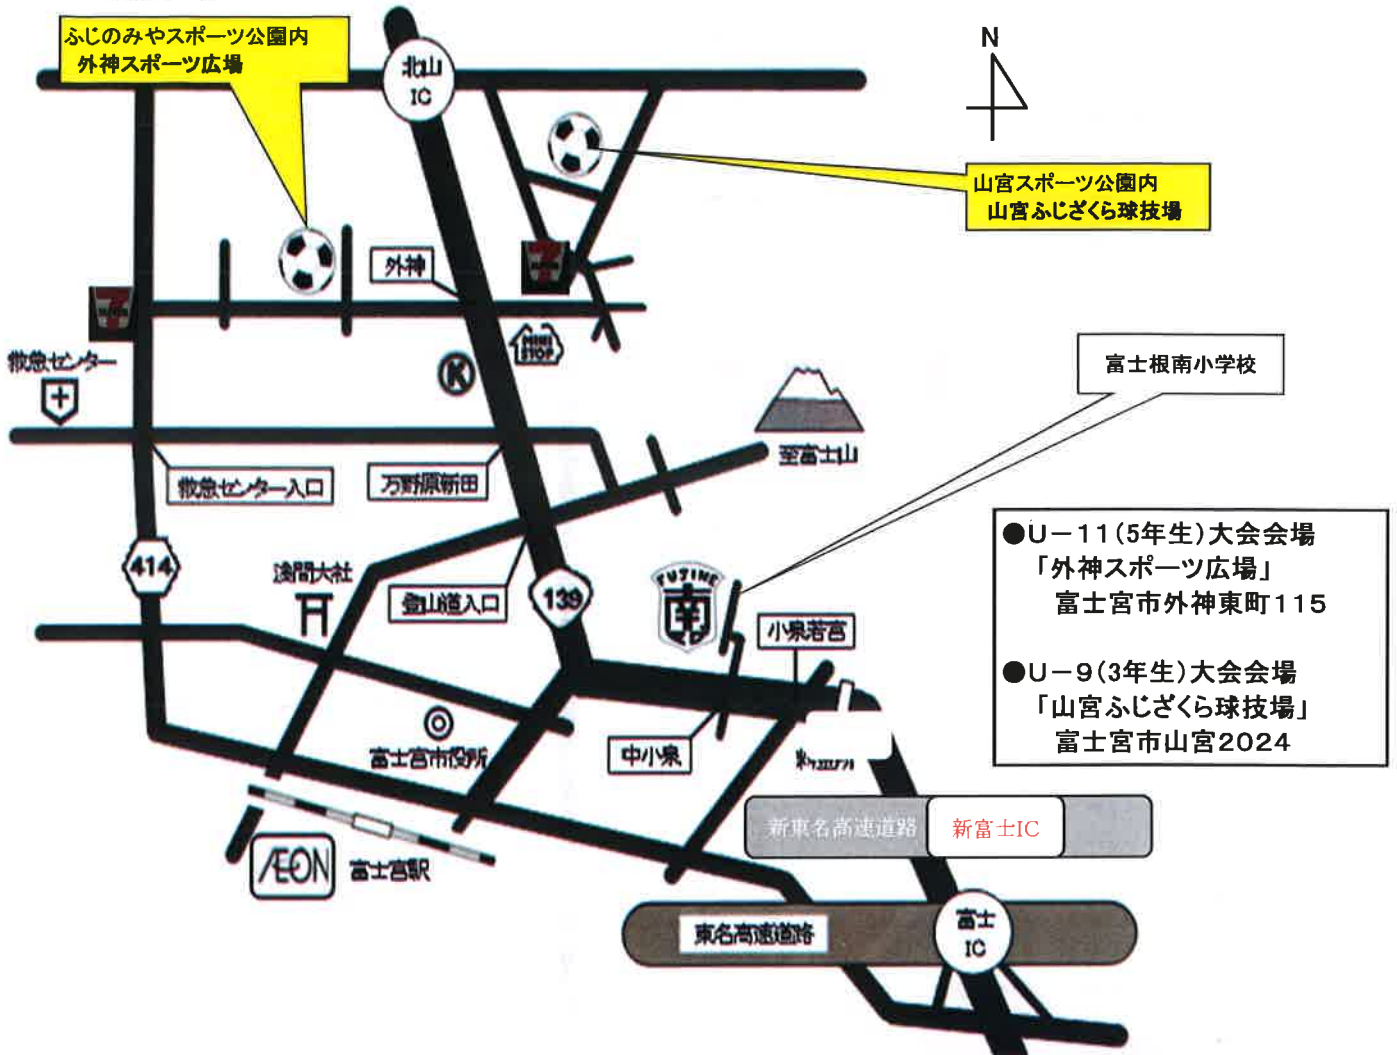 ふじのみやスポーツ公園内
外神スポーツ広場
北山
IC
N
山宮スポーツ公園内
山宮ふじざくら球技場
外神
MINI
STOP
K
救急センター
富士根南小学校
至富士山
救急センター入口
万野原新田
●U－11(5年生)大会会場
「外神スポーツ広場」
富士宮市外神東町115
●U－9(3年生)大会会場
「山宮ふじざくら球技場」
富士宮市山宮2024
414
浅間大社
登山道入口
139
FUJINE
南
小泉若宮
富士宮市役所
中小泉
新東名高速道路
新富士IC
AEON
富士宮駅
東名高速道路
富士
IC